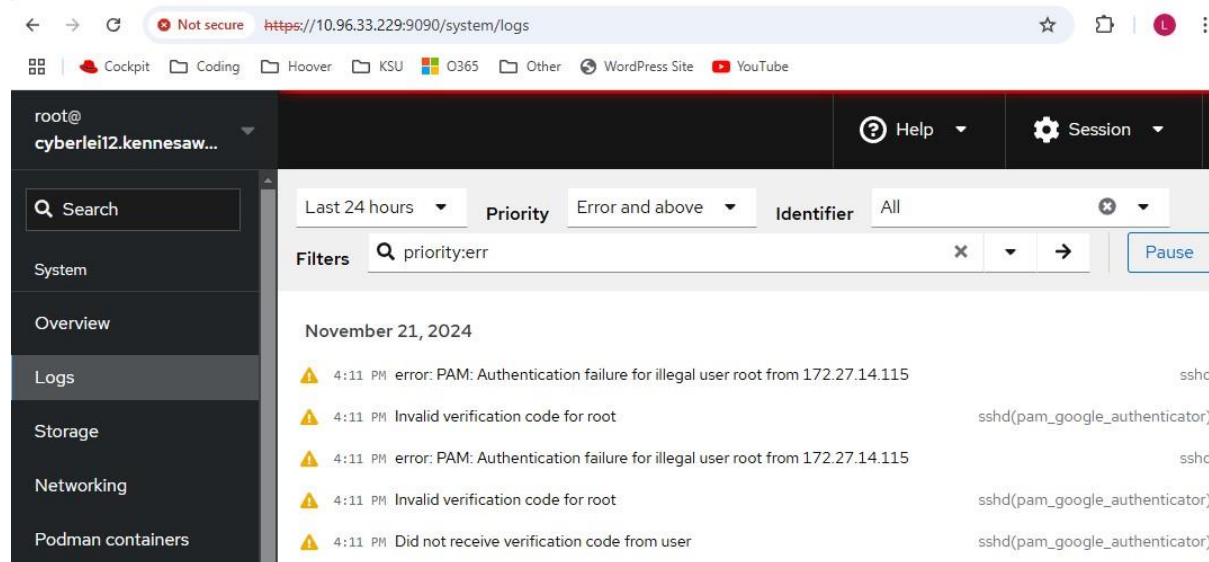 Not secure https://10.96.33.229:9090/system/logs L
Cockpit Coding Hoover KSU O365 Other WordPress Site YouTube
root@
cyberlei12.kennesaw...
Help Session
Search
Last 24 hours Priority Error and above Identifier All
Filters priority:err Pause
System
Overview
Logs
Storage
Networking
Podman containers
November 21, 2024
4:11 PM error: PAM: Authentication failure for illegal user root from 172.27.14.115 sshd
4:11 PM Invalid verification code for root sshd(pam_google_authenticator)
4:11 PM error: PAM: Authentication failure for illegal user root from 172.27.14.115 sshd
4:11 PM Invalid verification code for root sshd(pam_google_authenticator)
4:11 PM Did not receive verification code from user sshd(pam_google_authenticator)